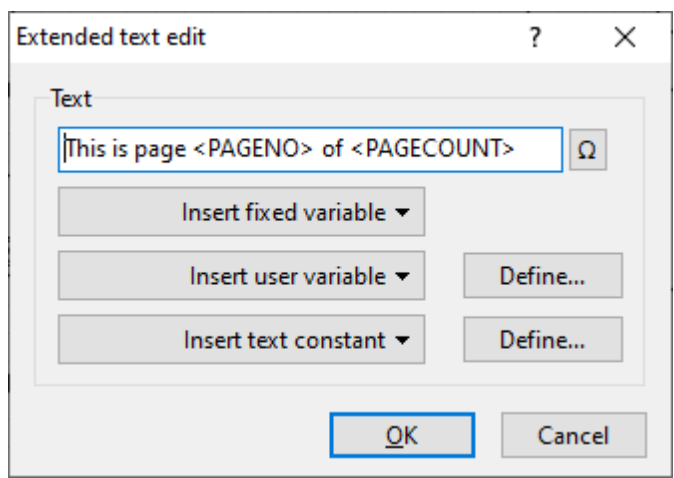 Extended text edit ?
Text
This is page <PAGENO> of <PAGECOUNT> Ω
Insert fixed variable
Insert user variable Define...
Insert text constant Define...
OK Cancel